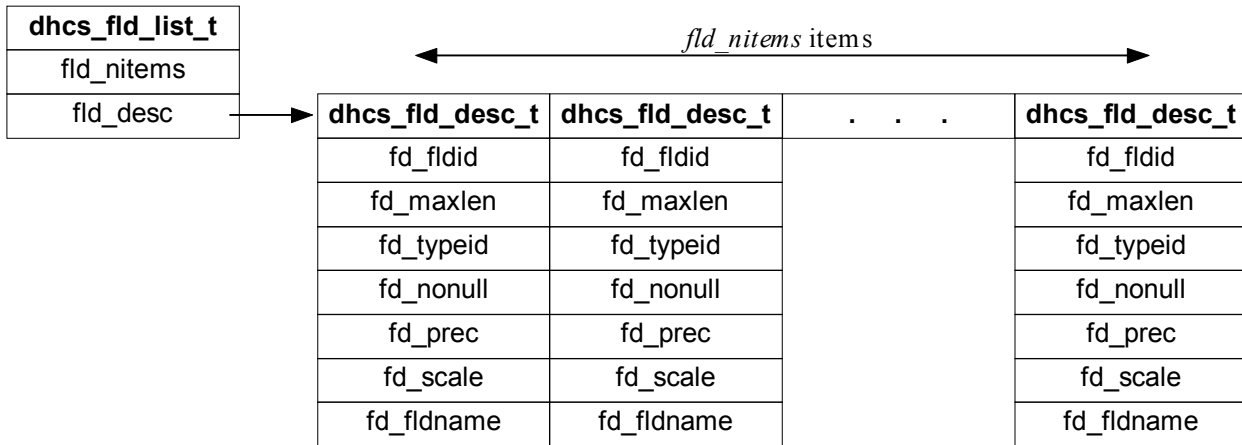 dhcs_fld_list_t
fld_nitems
fld_desc
fld_nitems items
dhcs_fld_desc_t dhcs_fld_desc_t . . . dhcs_fld_desc_t
fd_fldid fd_fldid fd_fldid
fd_maxlen fd_maxlen fd_maxlen
fd_typeid fd_typeid fd_typeid
fd_nonull fd_nonull fd_nonull
fd_prec fd_prec fd_prec
fd_scale fd_scale fd_scale
fd_fldname fd_fldname fd_fldname